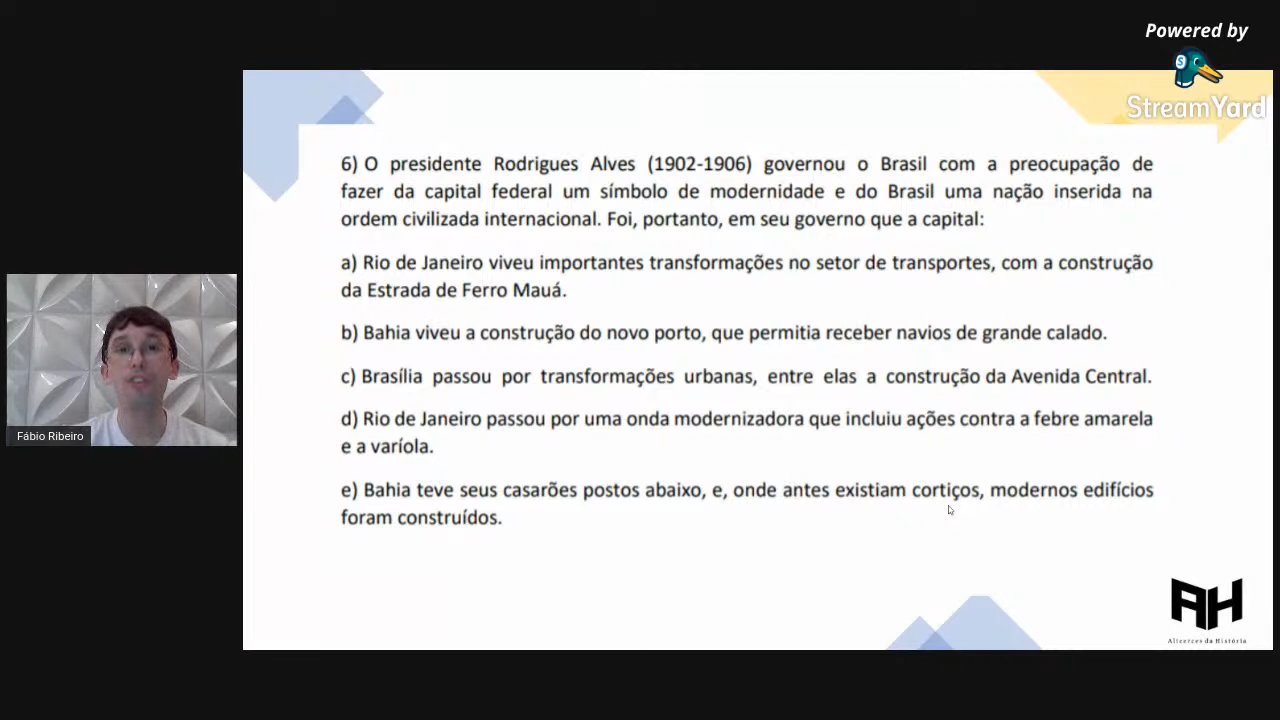 Powered by
StreamYard
6) O presidente Rodrigues Alves (1902-1906) governou o Brasil com a preocupação de
fazer da capital federal um símbolo de modernidade e do Brasil uma nação inserida na
ordem civilizada internacional. Foi, portanto, em seu governo que a capital:
a) Rio de Janeiro viveu importantes transformações no setor de transportes, com a construção
da Estrada de Ferro Mauá.
b) Bahia viveu a construção do novo porto, que permitia receber navios de grande calado.
c) Brasília passou por transformações urbanas, entre elas a construção da Avenida Central.
d) Rio de Janeiro passou por uma onda modernizadora que incluiu ações contra a febre amarela
e a varíola.
e) Bahia teve seus casarões postos abaixo, e, onde antes existiam cortiços, modernos edifícios
foram construídos.
Fábio Ribeiro
AH
Alicerces da História